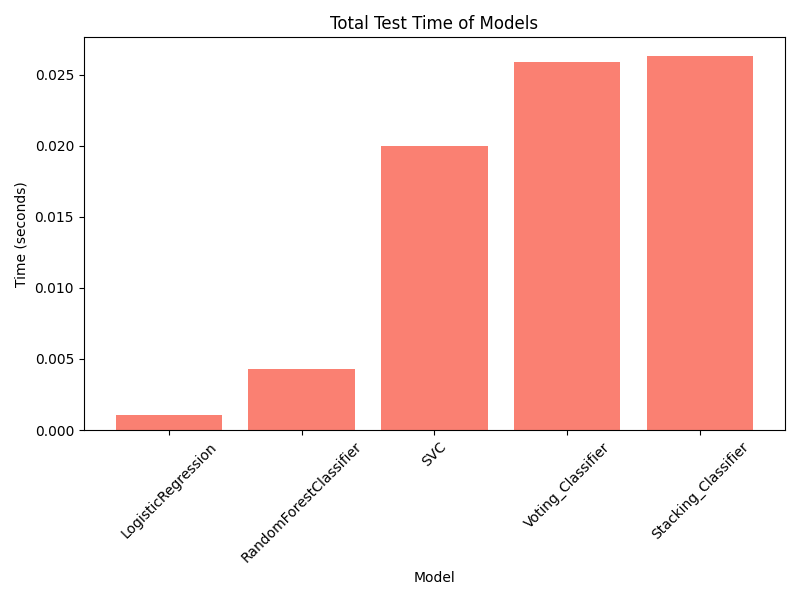 Total Test Time of Models
Time (seconds)
0.025
0.020
0.015
0.010
0.005
0.000
LogisticRegression
RandomForestClassifier
SVC
Voting_Classifier
Stacking_Classifier
Model